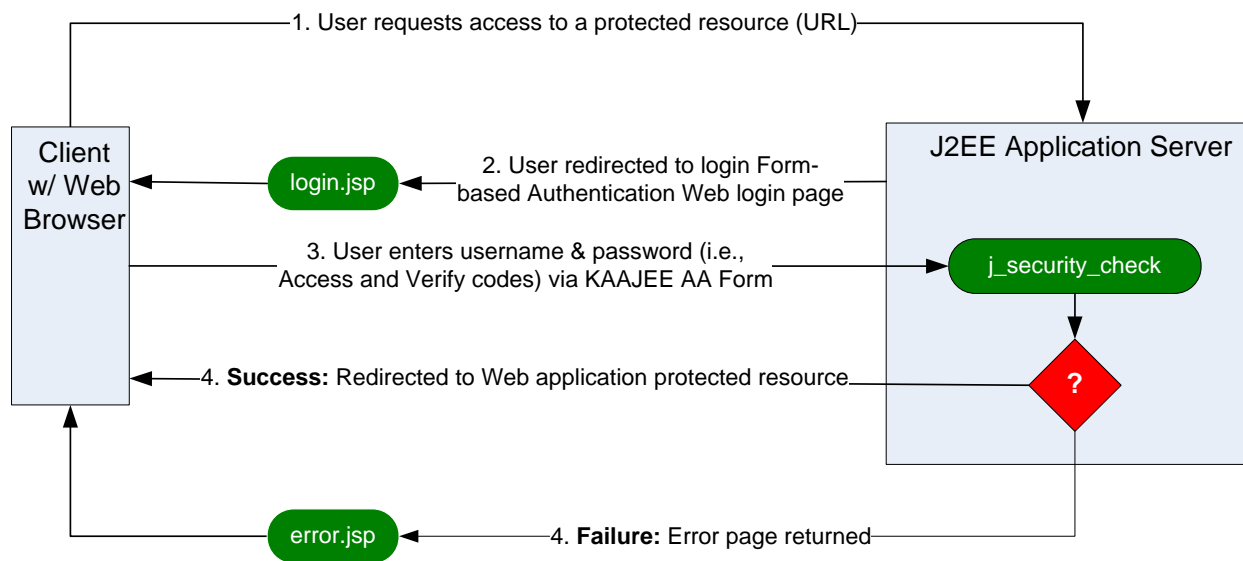 1. User requests access to a protected resource (URL)
Client
w/ Web
Browser
J2EE Application Server
login.jsp
2. User redirected to login Form-
based Authentication Web login page
3. User enters username & password (i.e.,
Access and Verify codes) via KAAJEE AA Form
j_security_check
4. Success: Redirected to Web application protected resource
?
error.jsp
4. Failure: Error page returned